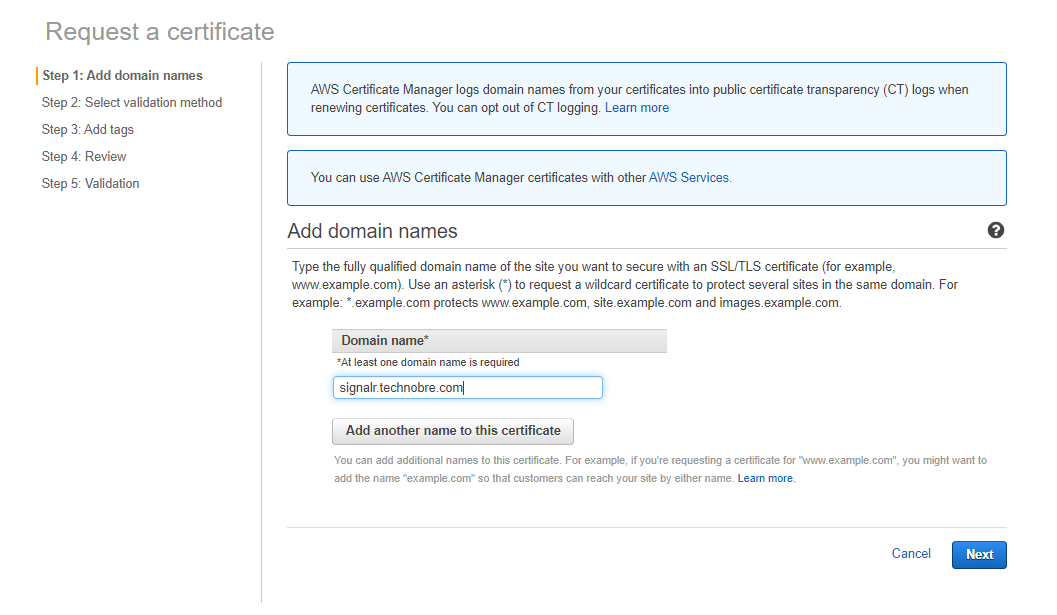 Request a certificate
Step 1: Add domain names
Step 2: Select validation method
Step 3: Add tags
Step 4: Review
Step 5: Validation
AWS Certificate Manager logs domain names from your certificates into public certificate transparency (CT) logs when
renewing certificates. You can opt out of CT logging. Learn more
You can use AWS Certificate Manager certificates with other AWS Services.
Add domain names
?
Type the fully qualified domain name of the site you want to secure with an SSL/TLS certificate (for example,
www.example.com). Use an asterisk (*) to request a wildcard certificate to protect several sites in the same domain. For
example: *.example.com protects www.example.com, site.example.com and images.example.com.
Domain name*
*At least one domain name is required
signalr.technobre.com
Add another name to this certificate
You can add additional names to this certificate. For example, if you're requesting a certificate for "www.example.com", you might want to
add the name "example.com" so that customers can reach your site by either name. Learn more.
Cancel
Next